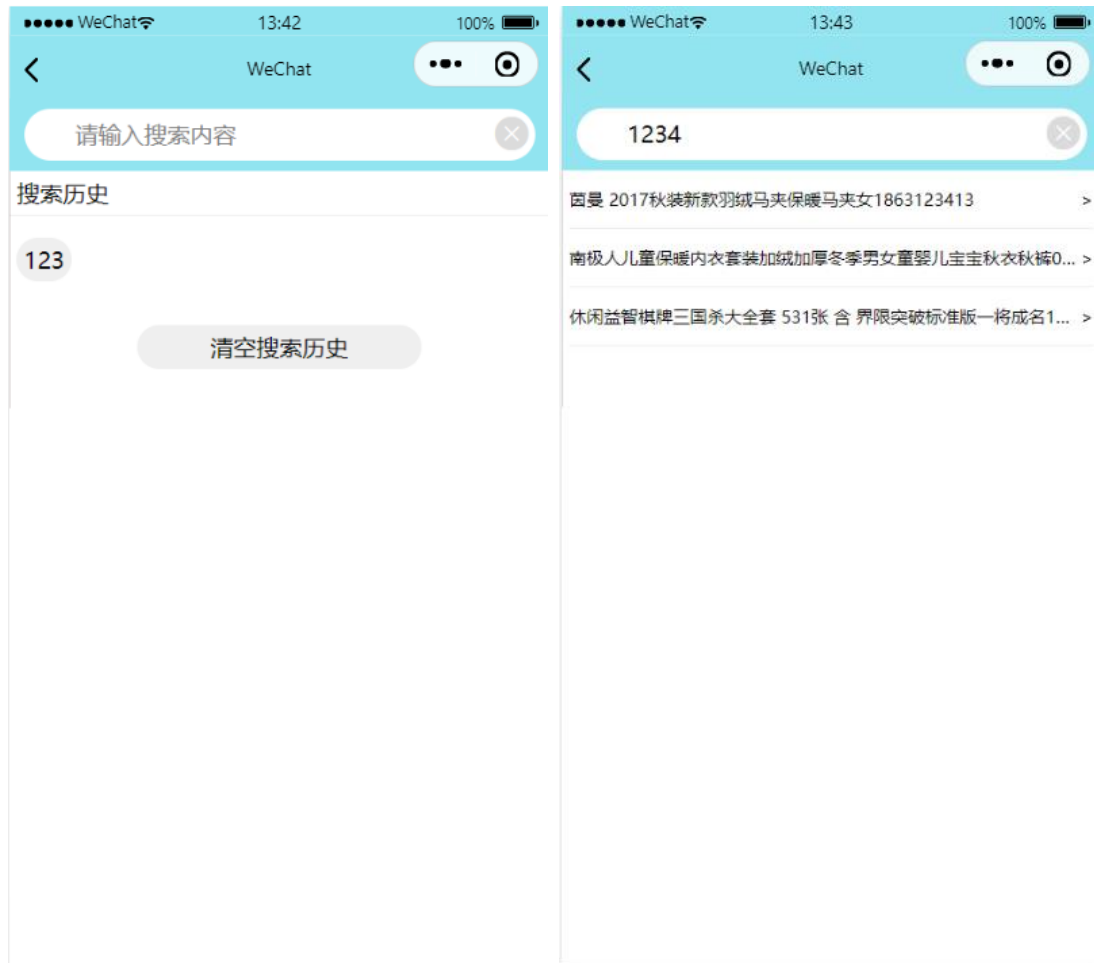 WeChat 13:42 100%
WeChat
请输入搜索内容
搜索历史
123
清空搜索历史
WeChat 13:43 100%
WeChat
1234
茵曼 2017秋装新款羽绒马夹保暖马夹女1863123413 >
南极人儿童保暖内衣套装加绒加厚冬季男女童婴儿宝宝秋衣秋裤0... >
休闲益智棋牌三国杀大全套 531张 含 界限突破标准版一将成名1... >